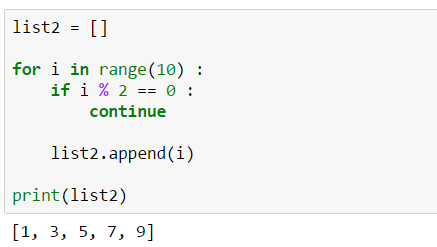 list2 = []
for i in range(10) :
    if i % 2 == 0 :
        continue
    list2.append(i)
print(list2)
[1, 3, 5, 7, 9]